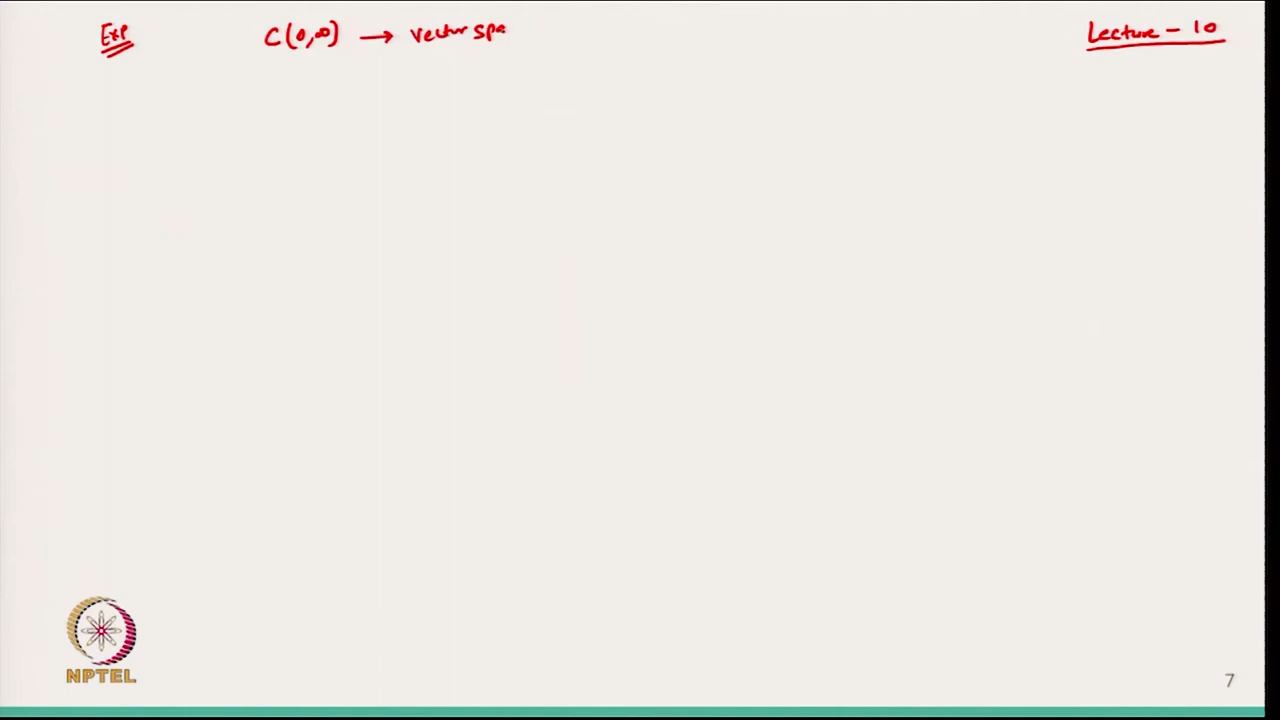 Exp C(0,∞) → vector spa Lecture - 10
NPTEL
7